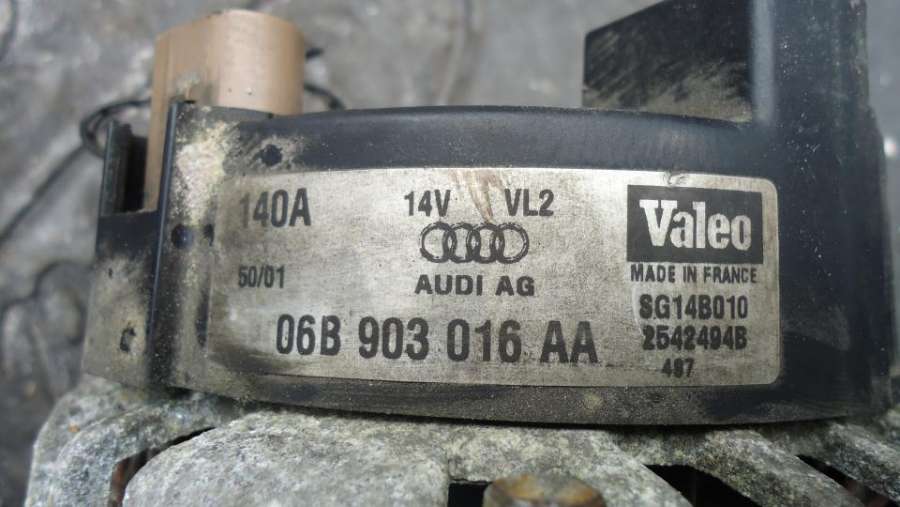 140A 14V VL2
50/01 AUDI AG
06B 903 016 AA
Valeo
MADE IN FRANCE
SG14B010
2542494B
487